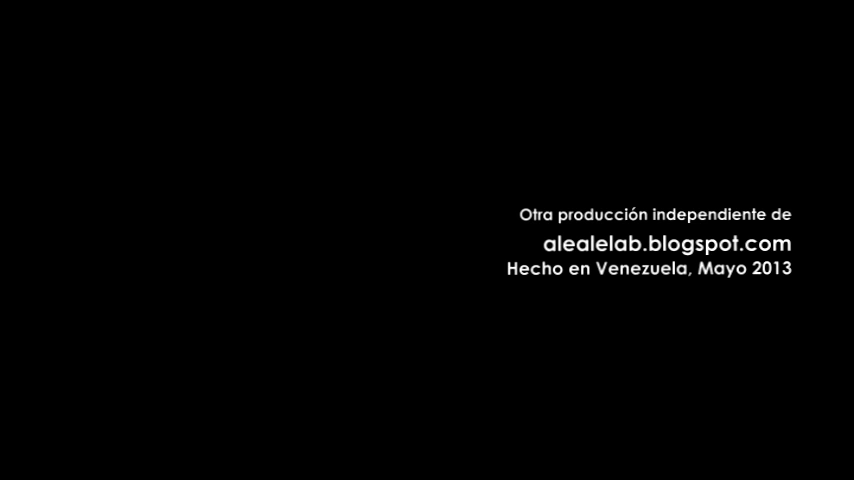 Otra producción independiente de
alealelab.blogspot.com
Hecho en Venezuela, Mayo 2013